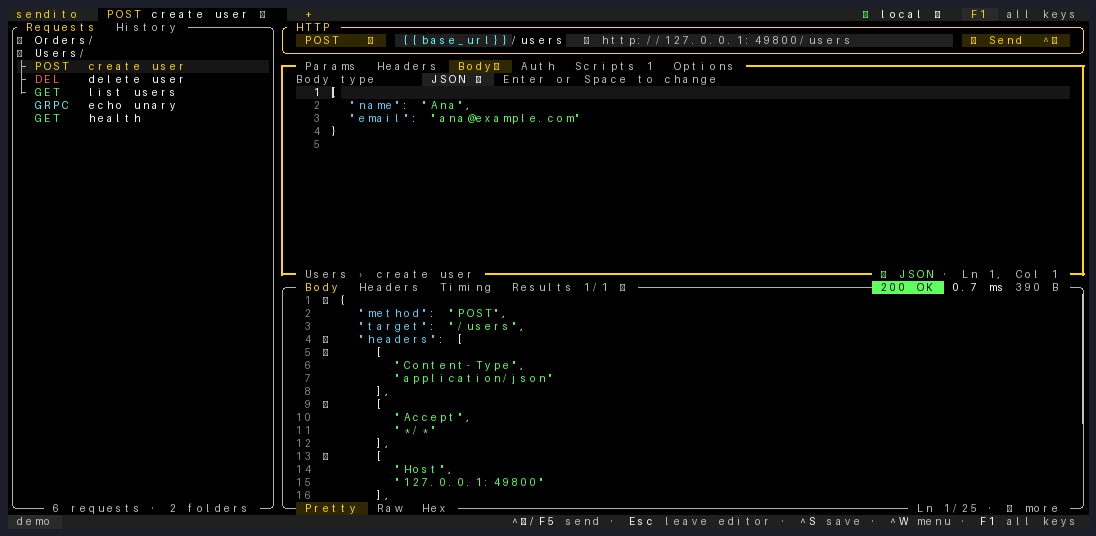 sendito POST create user + local F1 all keys
Requests History
Orders/
Users/
POST create user
DEL delete user
GET list users
GRPC echo unary
GET health
6 requests · 2 folders
HTTP
POST {{base_url}}/users http://127.0.0.1:49800/users Send ^
Params Headers Body Auth Scripts 1 Options
Body type JSON Enter or Space to change
1 {
2 "name": "Ana",
3 "email": "ana@example.com"
4 }
5
Users › create user JSON · Ln 1, Col 1
Body Headers Timing Results 1/1 200 OK 0.7 ms 390 B
1 {
2 "method": "POST",
3 "target": "/users",
4 "headers": [
5 [
6 "Content-Type",
7 "application/json"
8 ],
9 [
10 "Accept",
11 "*/*"
12 ],
13 [
14 "Host",
15 "127.0.0.1:49800"
16 ],
Pretty Raw Hex Ln 1/25 · more
demo ^/F5 send · Esc leave editor · ^S save · ^W menu · F1 all keys